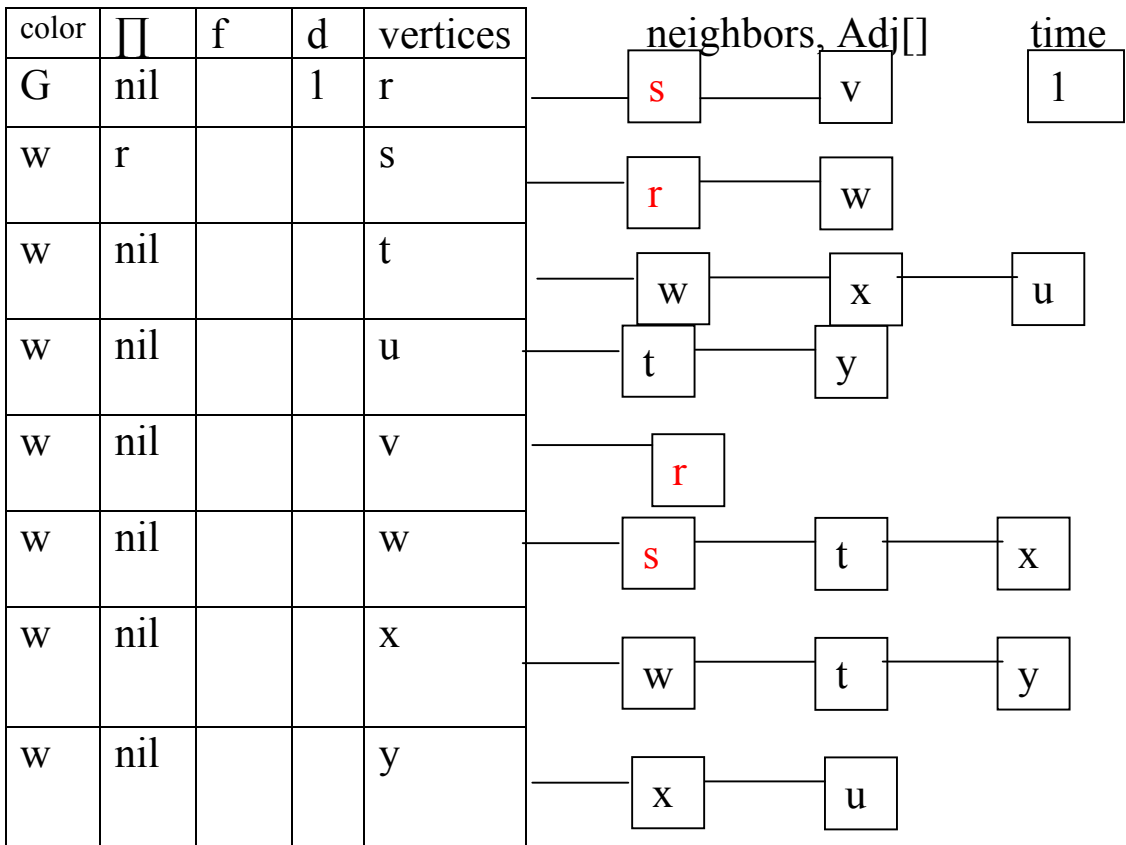 color ∏ f d vertices neighbors, Adj[] time
G nil 1 r s v 1
w r s r w
w nil t w x u
w nil u t y
w nil v r
w nil w s t x
w nil x w t y
w nil y x u